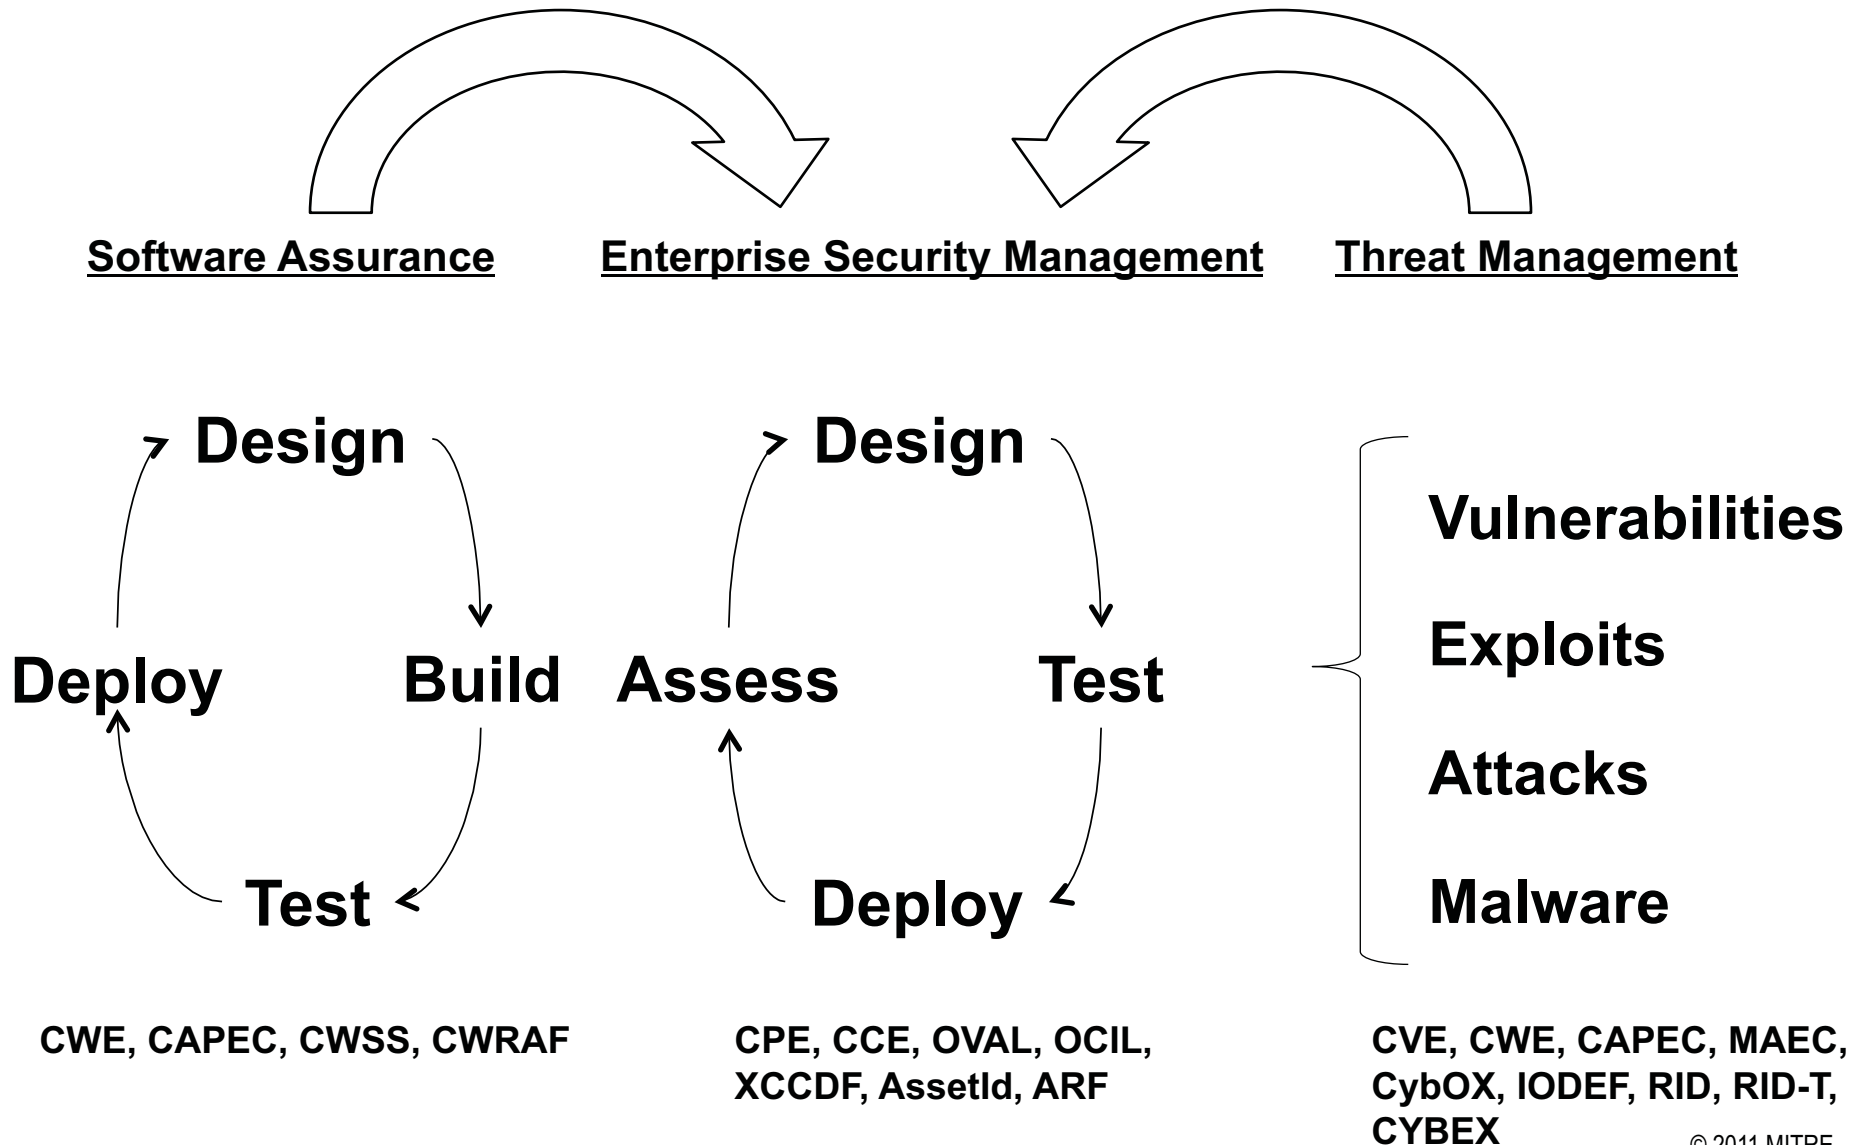 Software Assurance
Enterprise Security Management
Threat Management
Design
Build
Test
Deploy
Design
Test
Deploy
Assess
Vulnerabilities
Exploits
Attacks
Malware
CWE, CAPEC, CWSS, CWRAF
CPE, CCE, OVAL, OCIL,
XCCDF, AssetId, ARF
CVE, CWE, CAPEC, MAEC,
CybOX, IODEF, RID, RID-T,
CYBEX
© 2011 MITRE